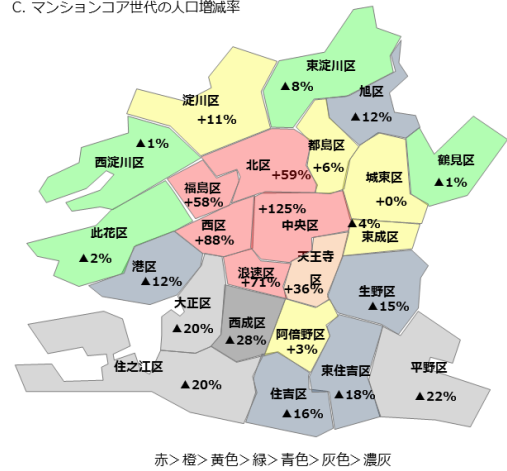 C. マンションコア世代の人口増減率
東淀川区
▲8%
旭区
▲12%
淀川区
+11%
▲1%
西淀川区
都島区
+6%
鶴見区
▲1%
北区
+59%
城東区
+0%
福島区
+58%
+125%
中央区
▲4%
東成区
西区
+88%
此花区
▲2%
天王寺
区
+36%
港区
▲12%
浪速区
+71%
生野区
▲15%
大正区
▲20%
西成区
▲28%
阿倍野区
+3%
住之江区
▲20%
東住吉区
▲18%
平野区
▲22%
住吉区
▲16%
赤＞橙＞黄色＞緑＞青色＞灰色＞濃灰